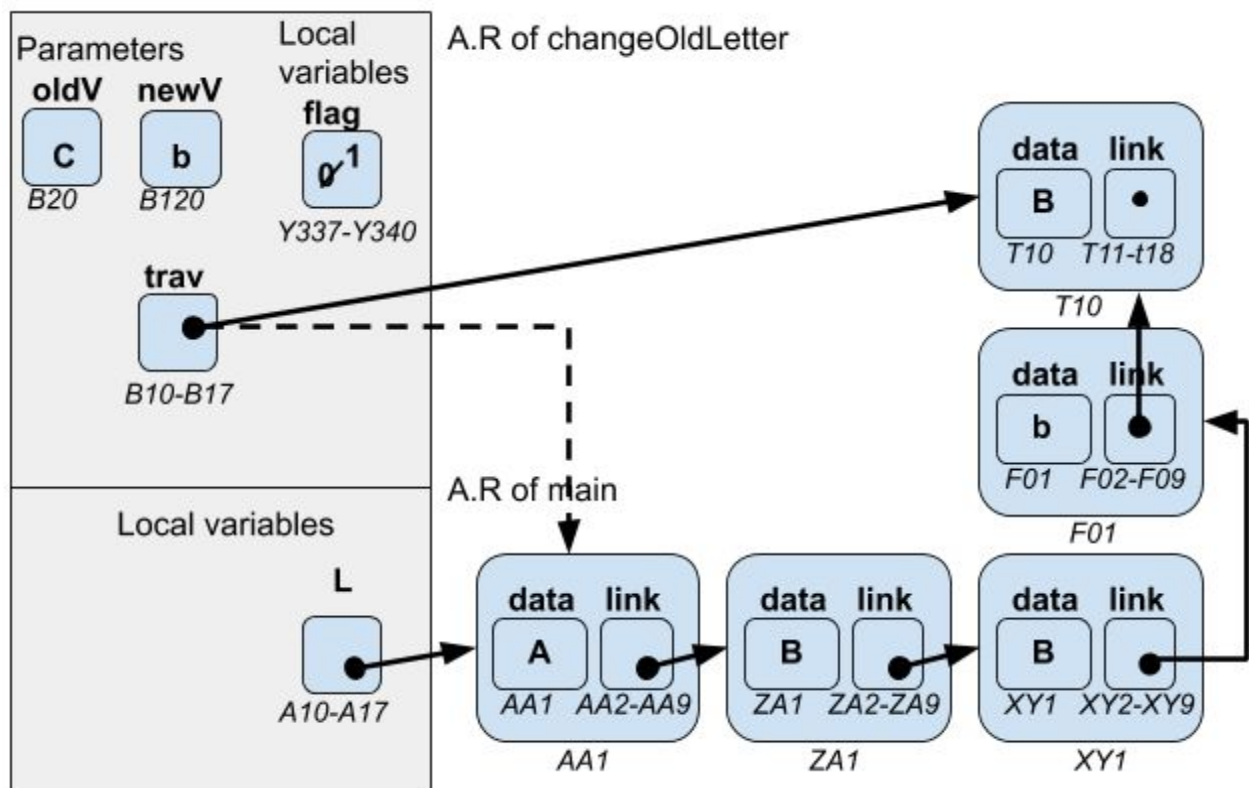 Parameters
Local
variables
A.R of changeOldLetter
oldV newV
flag
C b
0 1
B20 B120
Y337-Y340
data link
B
T10 T11-t18
T10
trav
B10-B17
data link
b
F01 F02-F09
F01
A.R of main
Local variables
L
A10-A17
data link
A
AA1 AA2-AA9
AA1
data link
B
ZA1 ZA2-ZA9
ZA1
data link
B
XY1 XY2-XY9
XY1